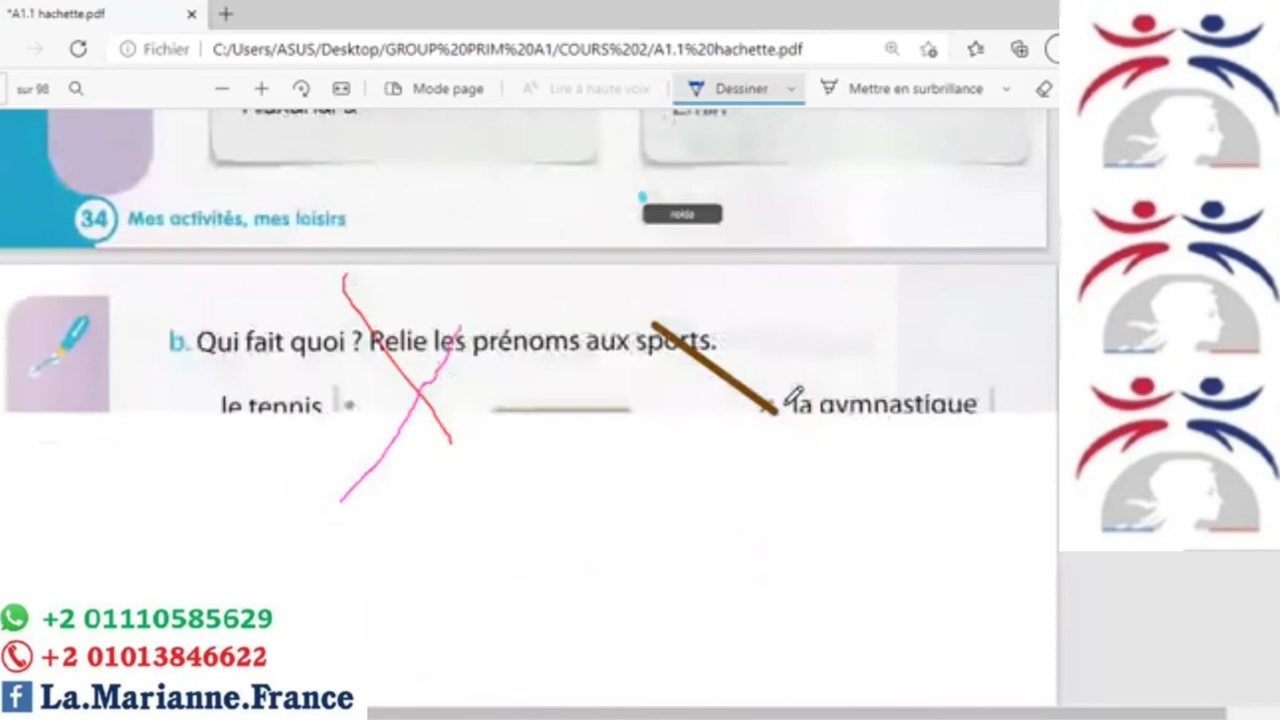 *A1.1 hachette.pdf
Fichier C:/Users/ASUS/Desktop/GROUP%20PRIM%20A1/COURS%202/A1.1%20hachette.pdf
sur 98 Mode page Lire à haute voix Dessiner Mettre en surbrillance
34 Mes activités, mes loisirs
b. Qui fait quoi ? Relie les prénoms aux sports.
le tennis
la gymnastique
+2 01110585629
+2 01013846622
La.Marianne.France